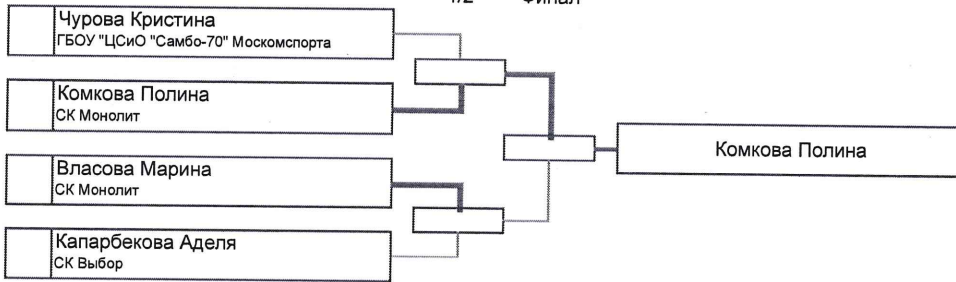 1/2 Финал
Чурова Кристина
ГБОУ "ЦСиО "Самбо-70" Москомспорта
Комкова Полина
СК Монолит
Комкова Полина
Власова Марина
СК Монолит
Капарбекова Аделя
СК Выбор